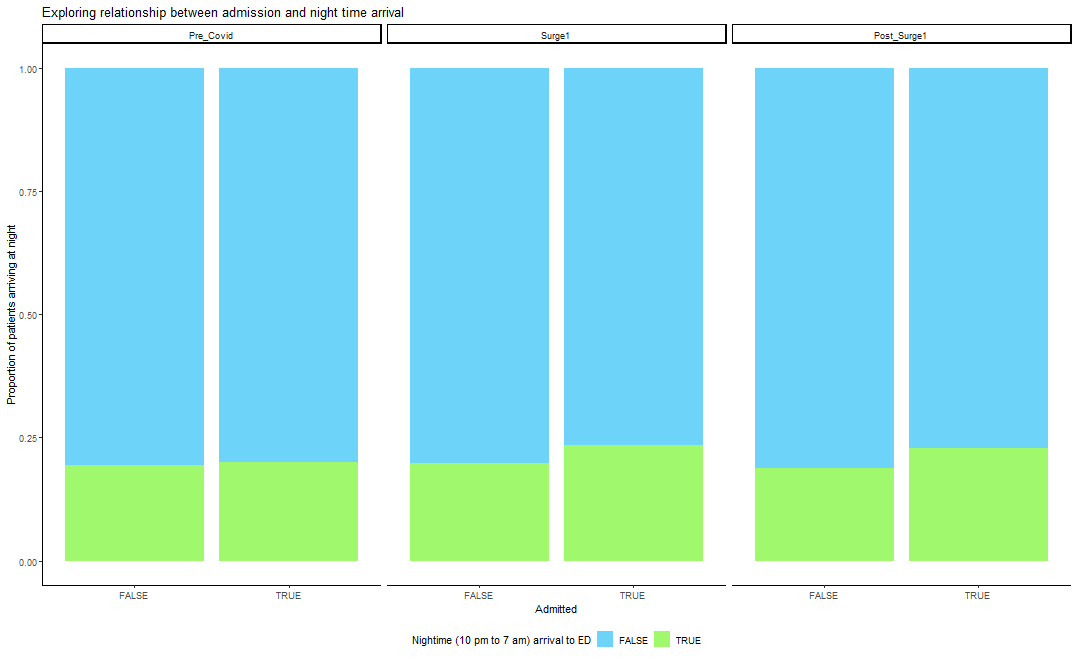 Exploring relationship between admission and night time arrival
Pre_Covid
Surge1
Post_Surge1
Proportion of patients arriving at night
1.00
0.75
0.50
0.25
0.00
FALSE
TRUE
FALSE
TRUE
FALSE
TRUE
Admitted
Nightime (10 pm to 7 am) arrival to ED FALSE TRUE